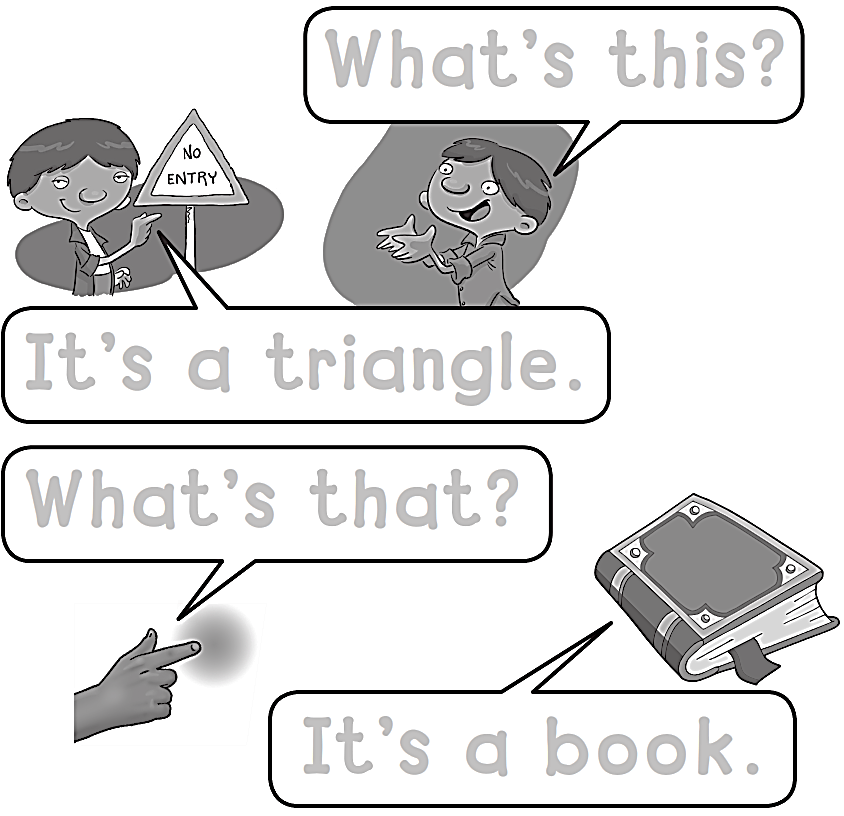 What's this?
NO
ENTRY
It's a triangle.
What's that?
It's a book.